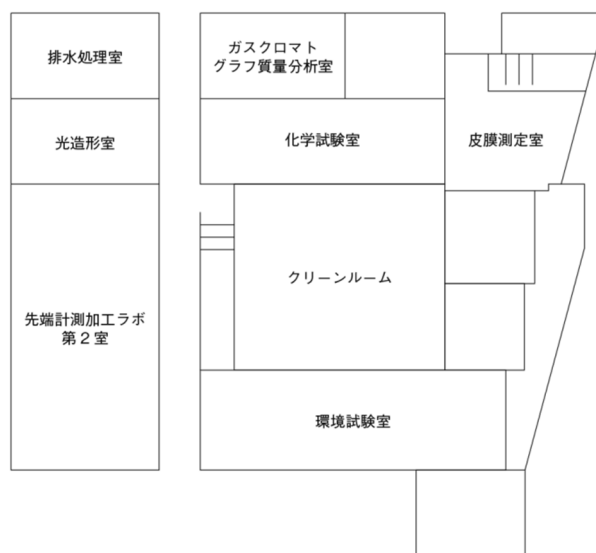 排水処理室
ガスクロマト
グラフ質量分析室
光造形室
化学試験室
皮膜測定室
クリーンルーム
先端計測加工ラボ
第２室
環境試験室